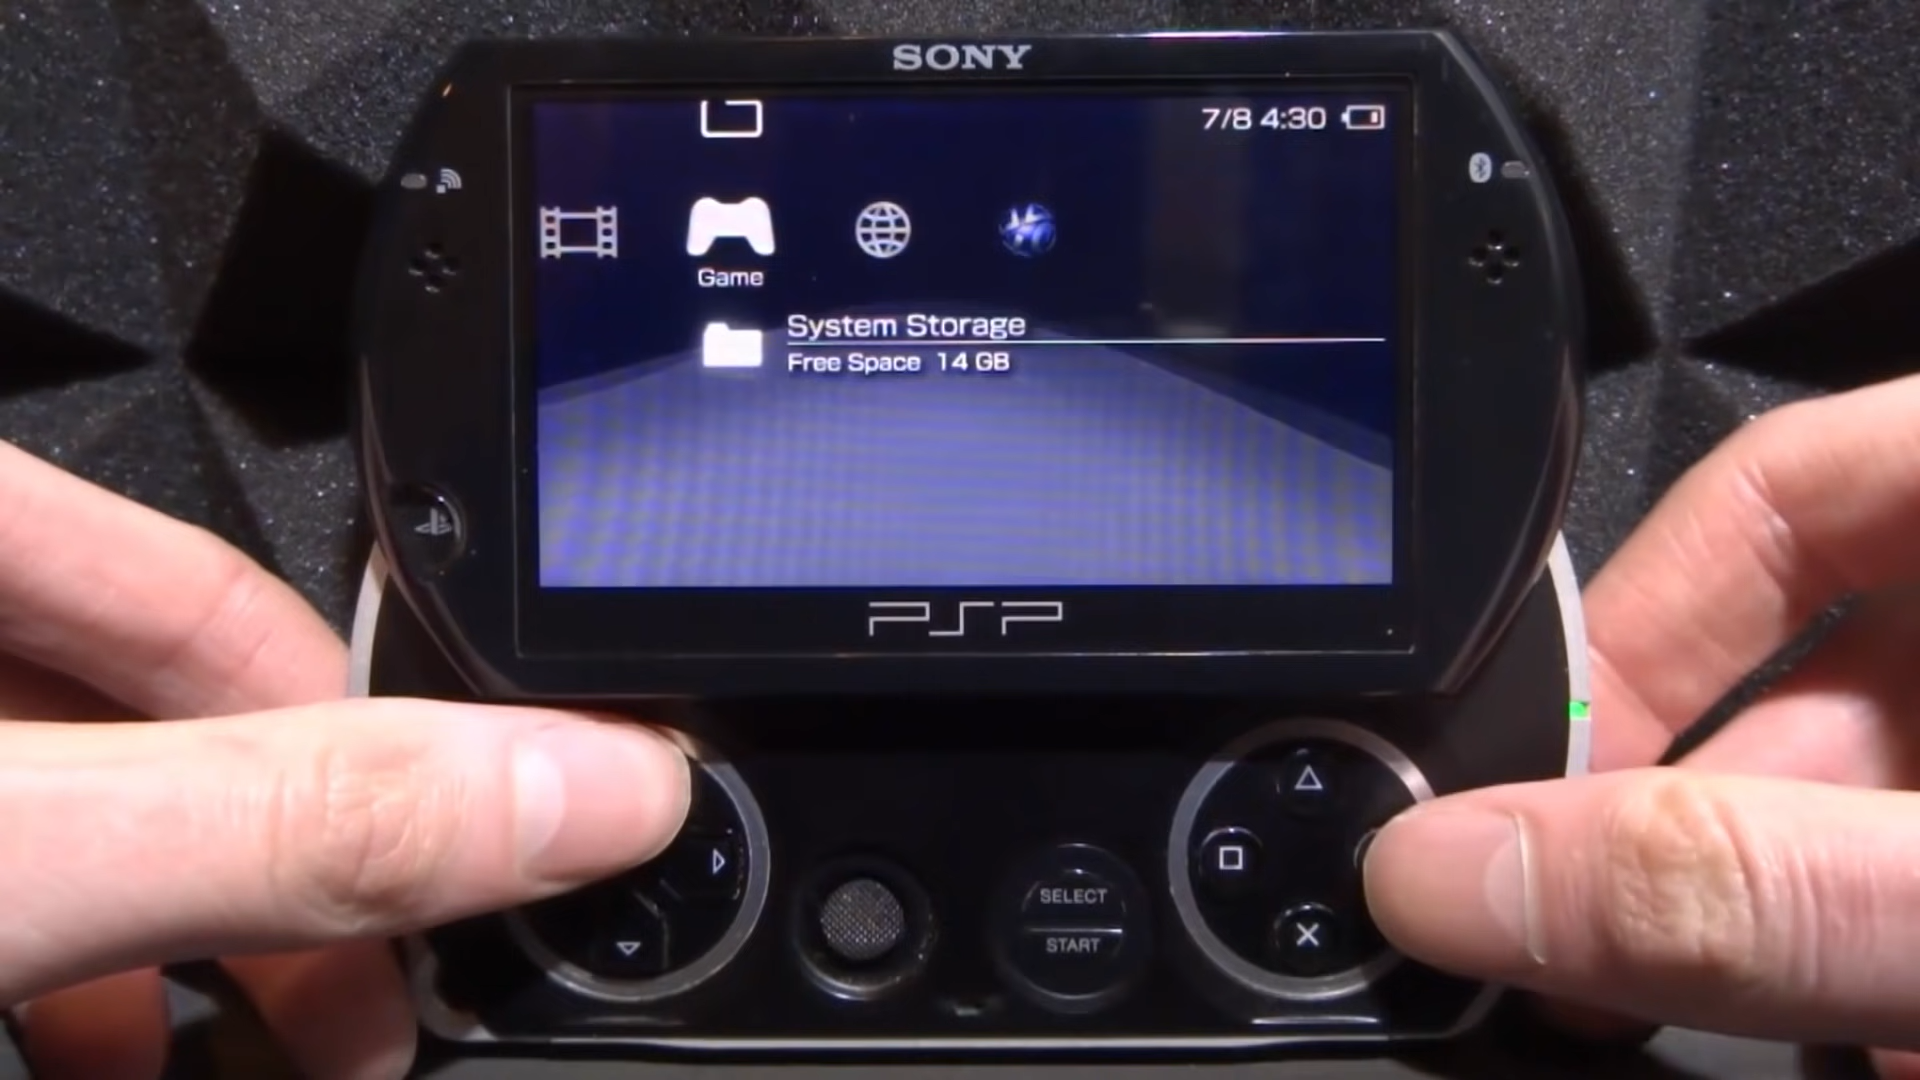 SONY
7/8 4:30
Game
System Storage
Free Space 14 GB
PSP
SELECT
START